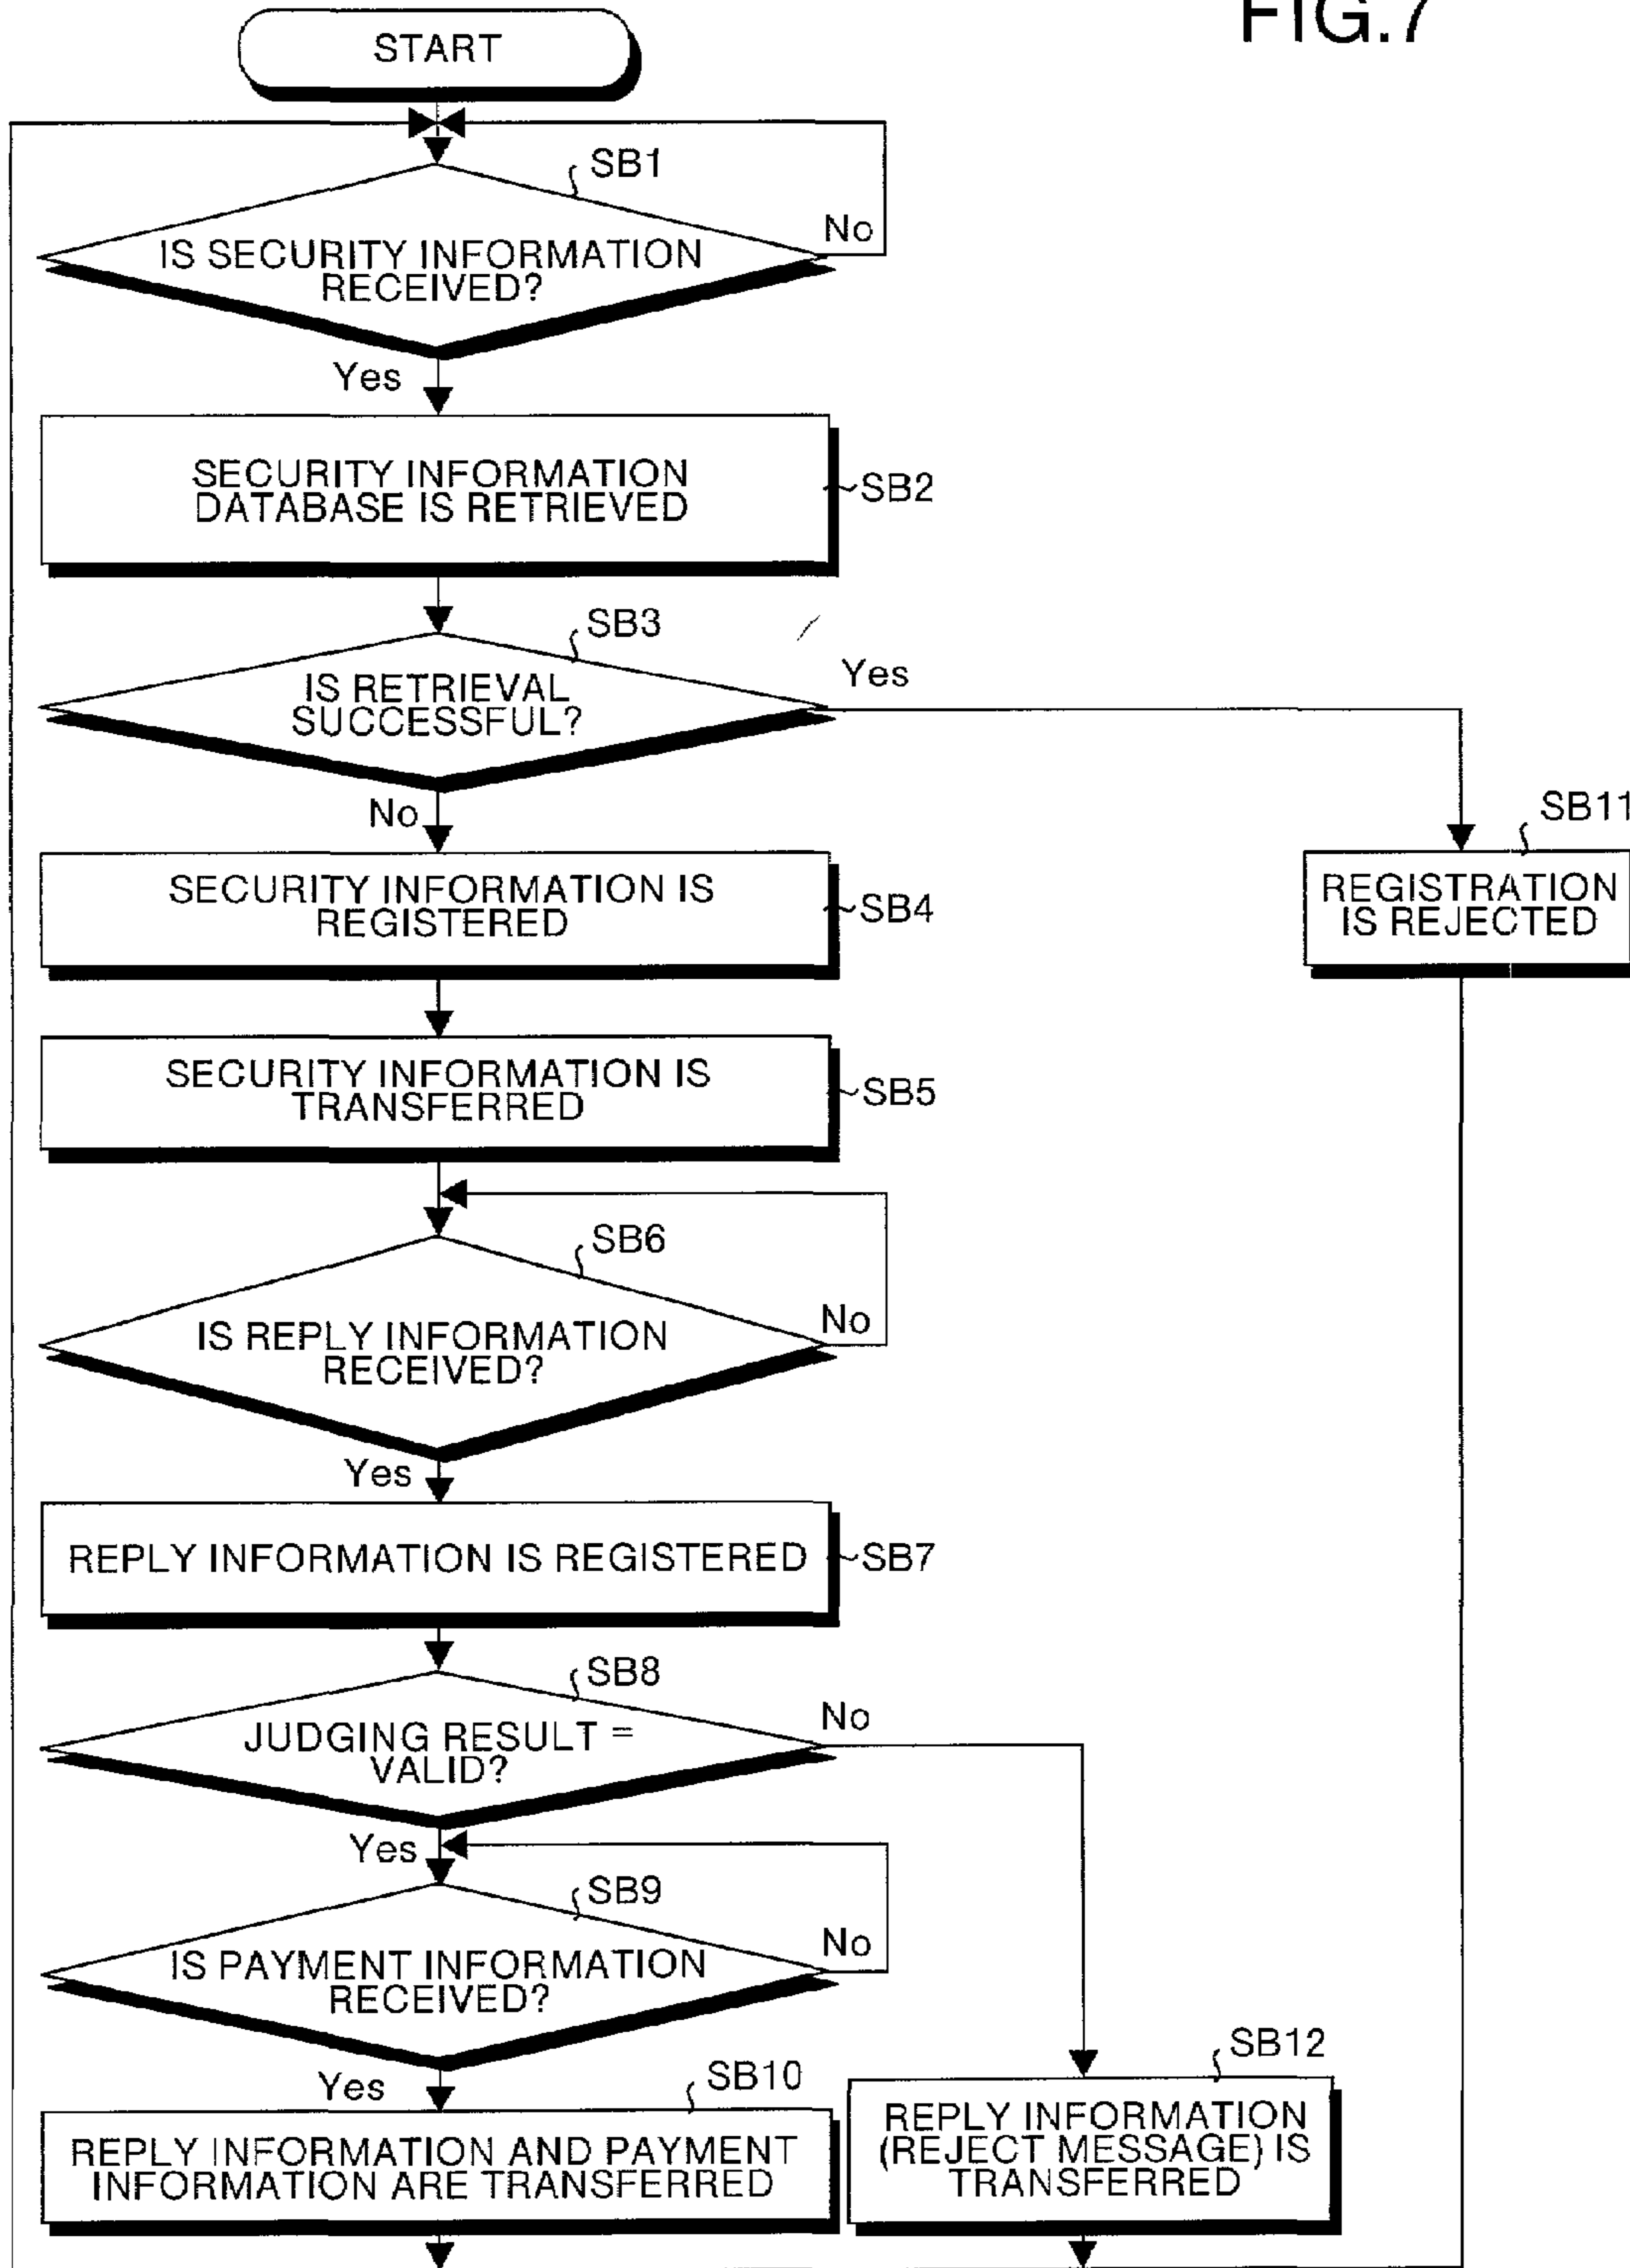 FIG.7
START
SB1
No
IS SECURITY INFORMATION
RECEIVED?
Yes
SECURITY INFORMATION
DATABASE IS RETRIEVED
SB2
SB3
Yes
IS RETRIEVAL
SUCCESSFUL?
No
SB11
SECURITY INFORMATION IS
REGISTERED
SB4
REGISTRATION
IS REJECTED
SECURITY INFORMATION IS
TRANSFERRED
SB5
SB6
No
IS REPLY INFORMATION
RECEIVED?
Yes
REPLY INFORMATION IS REGISTERED
SB7
SB8
No
JUDGING RESULT =
VALID?
Yes
SB9
No
IS PAYMENT INFORMATION
RECEIVED?
Yes
SB10
SB12
REPLY INFORMATION AND PAYMENT
INFORMATION ARE TRANSFERRED
REPLY INFORMATION
(REJECT MESSAGE) IS
TRANSFERRED